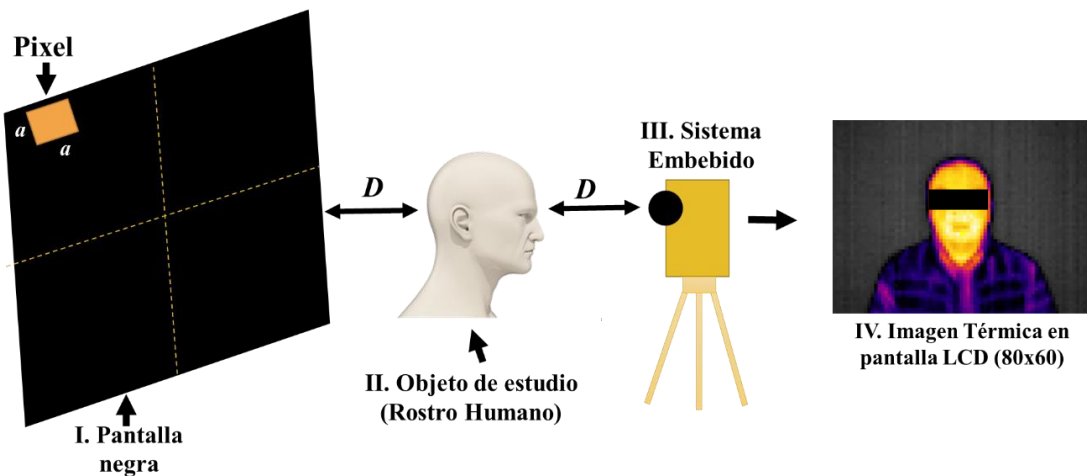 Pixel
a
a
D
D
I. Pantalla
negra
II. Objeto de estudio
(Rostro Humano)
III. Sistema
Embebido
IV. Imagen Térmica en
pantalla LCD (80x60)